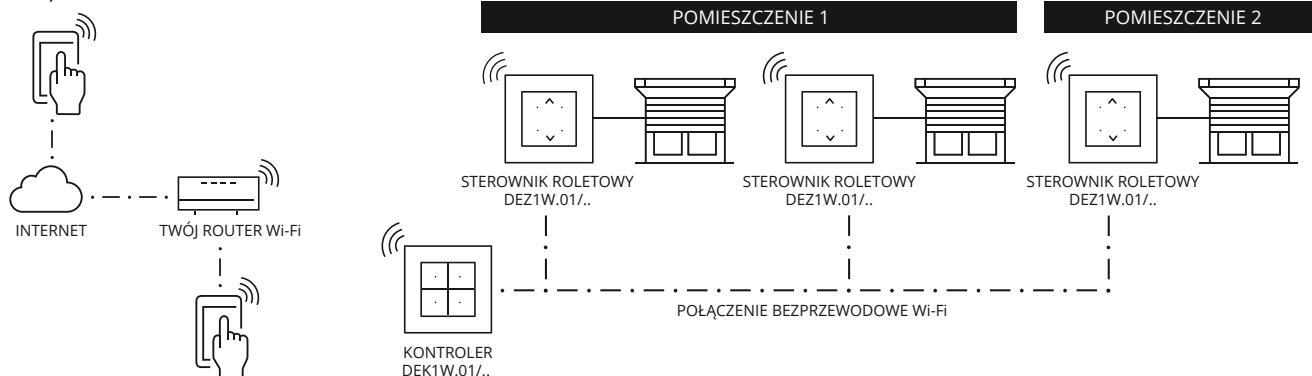 POMIESZCZENIE 1
POMIESZCZENIE 2
STEROWNIK ROLETOWY
DEZ1W.01/..
STEROWNIK ROLETOWY
DEZ1W.01/..
STEROWNIK ROLETOWY
DEZ1W.01/..
INTERNET
TWÓJ ROUTER Wi-Fi
POŁĄCZENIE BEZPRZEWODOWE Wi-Fi
KONTROLER
DEK1W.01/..